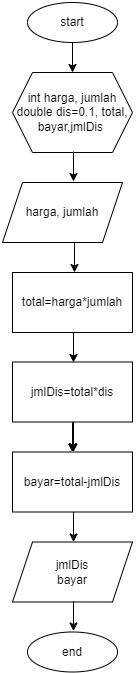 start
int harga, jumlah
double dis=0.1, total,
bayar,jmlDis
harga, jumlah
total=harga*jumlah
jmlDis=total*dis
bayar=total-jmlDis
jmlDis
bayar
end